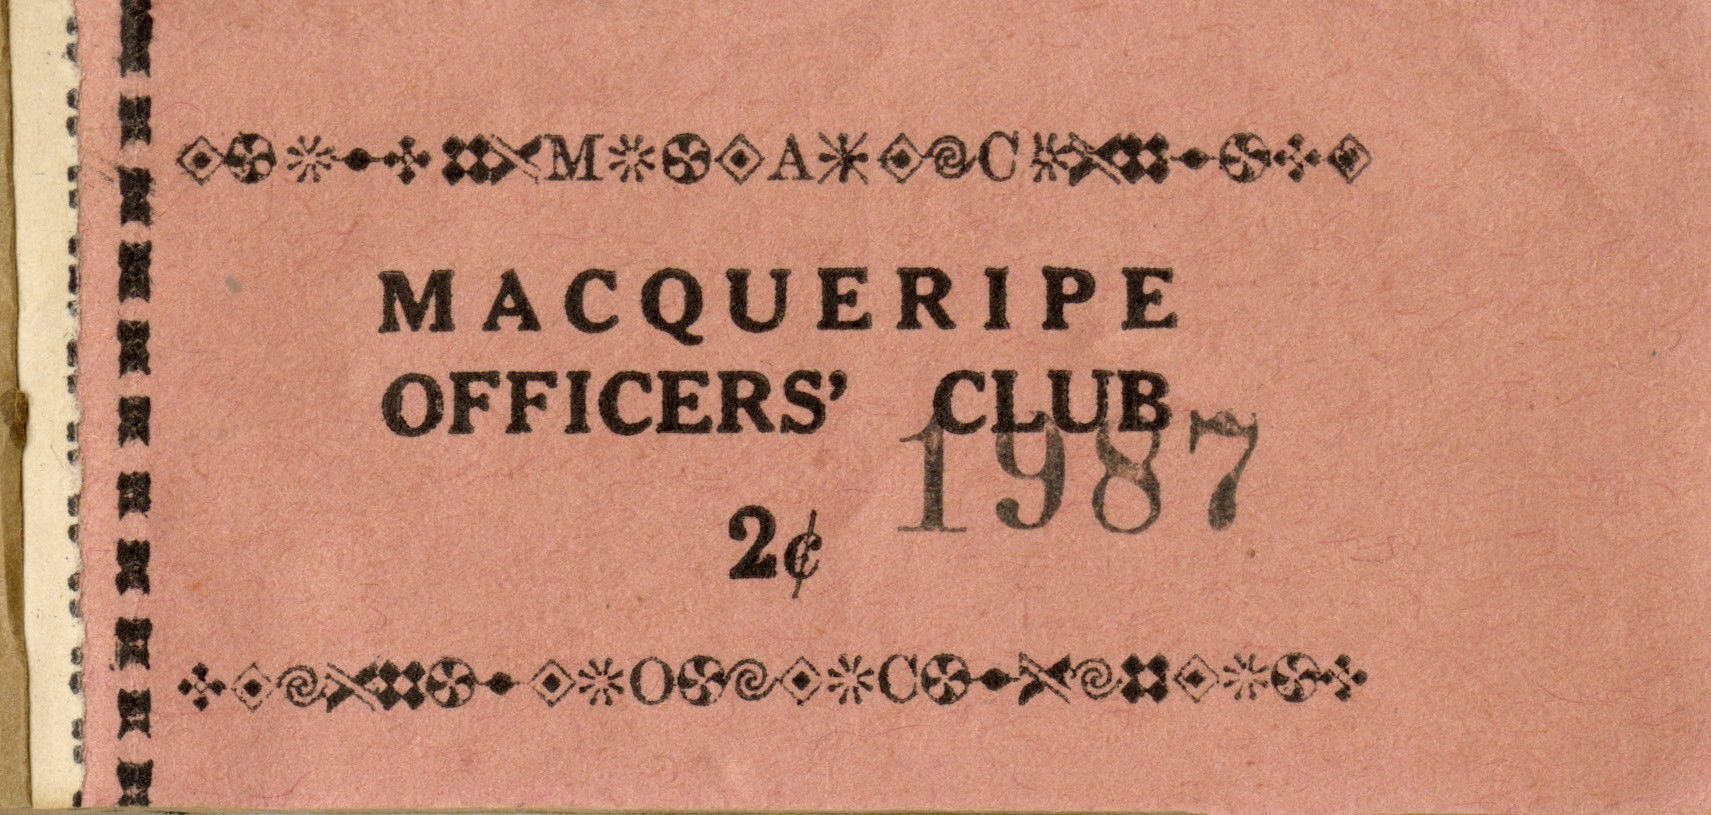 M A C
MACQUERIPE
OFFICERS' CLUB
1987
2¢
O C